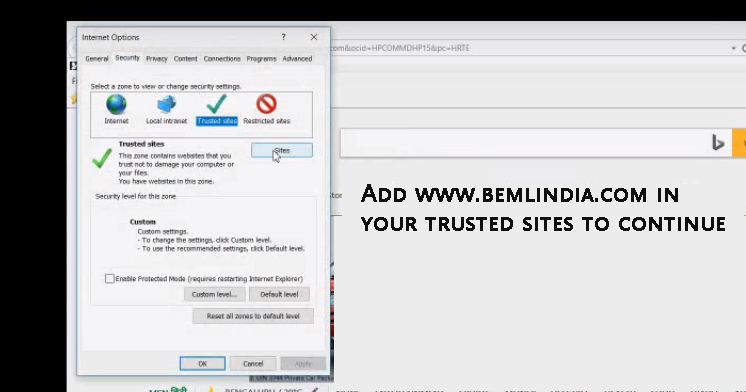 Internet Options ? ×
com&ocid=HPCOMMDHP15&pc=HRTE
General Security Privacy Content Connections Programs Advanced
Select a zone to view or change security settings.
Internet Local intranet Trusted sites Restricted sites
Trusted sites
Sites
This zone contains websites that you
trust not to damage your computer or
your files.
You have websites in this zone.
Security level for this zone
Custom
Custom settings.
- To change the settings, click Custom level.
- To use the recommended settings, click Default level.
Enable Protected Mode (requires restarting Internet Explorer)
Custom level... Default level
Reset all zones to default level
OK Cancel Apply
ADD WWW.BEMLINDIA.COM IN
YOUR TRUSTED SITES TO CONTINUE